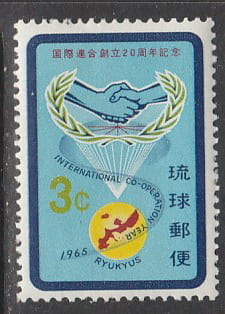 国際連合創立20周年記念
INTERNATIONAL CO-OPERATION YEAR
3¢
琉球郵便
1965
RYUKYUS